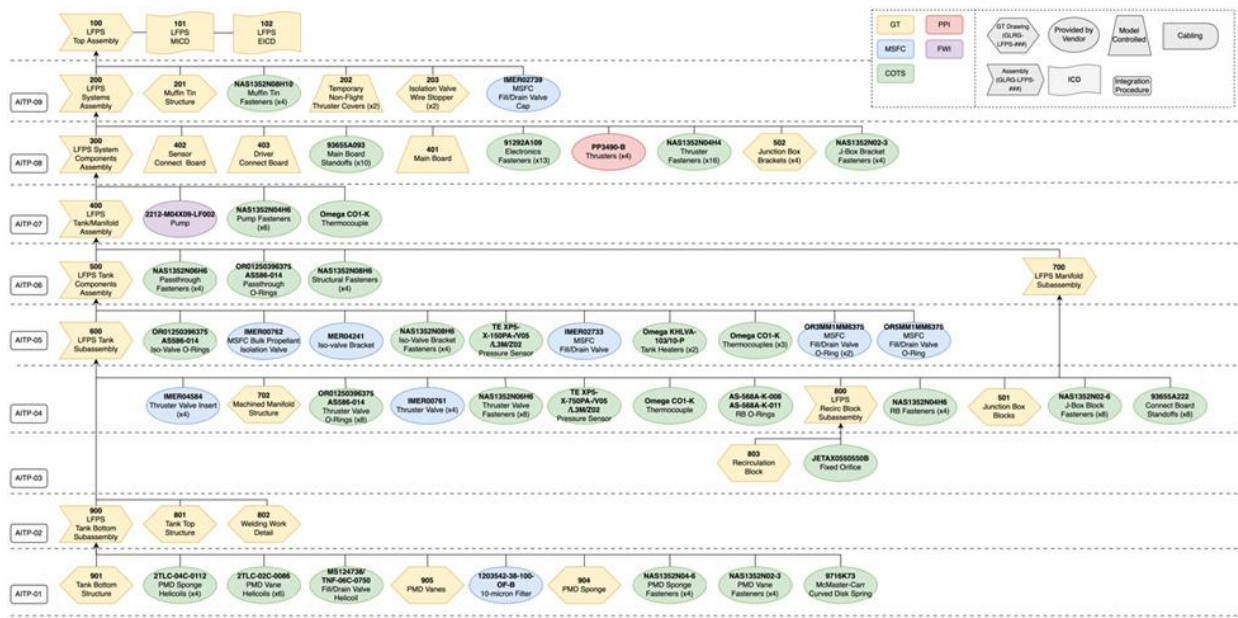 100
LFPS
Top Assembly
101
LFPS
MICD
102
LFPS
EICD
GT
PPI
MSFC
FWI
COTS
GT Drawing
(GLRG-
LFPS-###)
Provided by
Vendor
Model
Controlled
Cabling
Assembly
(GLRG-LFPS-
###)
ICD
Integration
Procedure
AITP-09
200
LFPS
Systems
Assembly
201
Muffin Tin
Structure
NAS1352N08H10
Muffin Tin
Fasteners (x4)
202
Temporary
Non-Flight
Thruster Covers (x2)
203
Isolation Valve
Wire Stopper
(x2)
IMER02739
MSFC
Fill/Drain Valve
Cap
AITP-08
300
LFPS System
Components
Assembly
402
Sensor
Connect Board
403
Driver
Connect Board
93655A093
Main Board
Standoffs (x10)
401
Main Board
91292A109
Electronics
Fasteners (x13)
PP3490-B
Thrusters (x4)
NAS1352N04H4
Thruster
Fasteners (x16)
502
Junction Box
Brackets (x4)
NAS1352N02-3
J-Box Bracket
Fasteners (x4)
AITP-07
400
LFPS
Tank/Manifold
Assembly
2212-M04X09-LF002
Pump
NAS1352N04H6
Pump Fasteners
(x6)
Omega CO1-K
Thermocouple
AITP-06
500
LFPS Tank
Components
Assembly
NAS1352N06H6
Passthrough
Fasteners (x4)
OR01250396375
AS586-014
Passthrough
O-Rings
NAS1352N08H6
Structural Fasteners
(x4)
700
LFPS Manifold
Subassembly
AITP-05
600
LFPS Tank
Subassembly
OR01250396375
AS586-014
Iso-Valve O-Rings
IMER00762
MSFC Bulk Propellant
Isolation Valve
MER04241
Iso-valve Bracket
NAS1352N08H6
Iso-Valve Bracket
Fasteners (x4)
TE XP5-
X-150PA-/V05
/L3M/Z02
Pressure Sensor
IMER02733
MSFC
Fill/Drain Valve
Omega KHLVA-
103/10-P
Tank Heaters (x2)
Omega CO1-K
Thermocouples (x3)
OR3MM1MM6375
MSFC
Fill/Drain Valve
O-Ring (x2)
OR5MM1MM6375
MSFC
Fill/Drain Valve
O-Ring
AITP-04
IMER04584
Thruster Valve Insert
(x4)
702
Machined Manifold
Structure
OR01250396375
AS586-014
Thruster Valve
O-Rings (x8)
IMER00761
Thruster Valve (x4)
NAS1352N06H6
Thruster Valve
Fasteners (x8)
TE XP5-
X-750PA-/V05
/L3M/Z02
Pressure Sensor
Omega CO1-K
Thermocouple
AS-568A-K-008
AS-568A-K-011
RB O-Rings
800
LFPS
Recirc Block
Subassembly
NAS1352N04H6
RB Fasteners (x4)
501
Junction Box
Blocks
NAS1352N02-6
J-Box Block
Fasteners (x8)
93655A222
Connect Board
Standoffs (x8)
AITP-03
803
Recirculation
Block
JETAX0550550B
Fixed Orifice
AITP-02
900
LFPS
Tank Bottom
Subassembly
801
Tank Top
Structure
802
Welding Work
Detail
AITP-01
901
Tank Bottom
Structure
2TLC-04C-0112
PMD Sponge
Helicoils (x4)
2TLC-02C-0086
PMD Vane
Helicoils (x6)
MS124738/
TNF-06C-0750
Fill/Drain Valve
Helicoil
905
PMD Vanes
1203542-38-100-
OF-B
10-micron Filter
904
PMD Sponge
NAS1352N04-6
PMD Sponge
Fasteners (x4)
NAS1352N02-3
PMD Vane
Fasteners (x4)
9716K73
McMaster-Carr
Curved Disk Spring